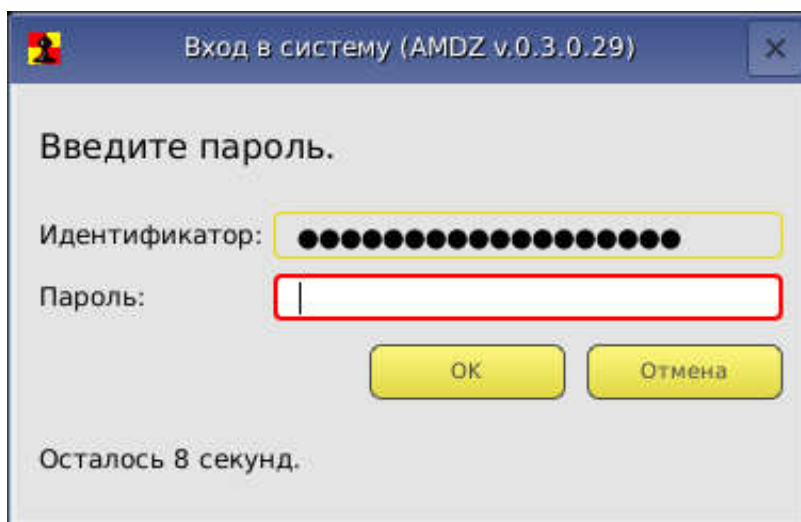 Вход в систему (AMDZ v.0.3.0.29)
Введите пароль.
Идентификатор: ●●●●●●●●●●●●●●●●●●
Пароль:
OK Отмена
Осталось 8 секунд.